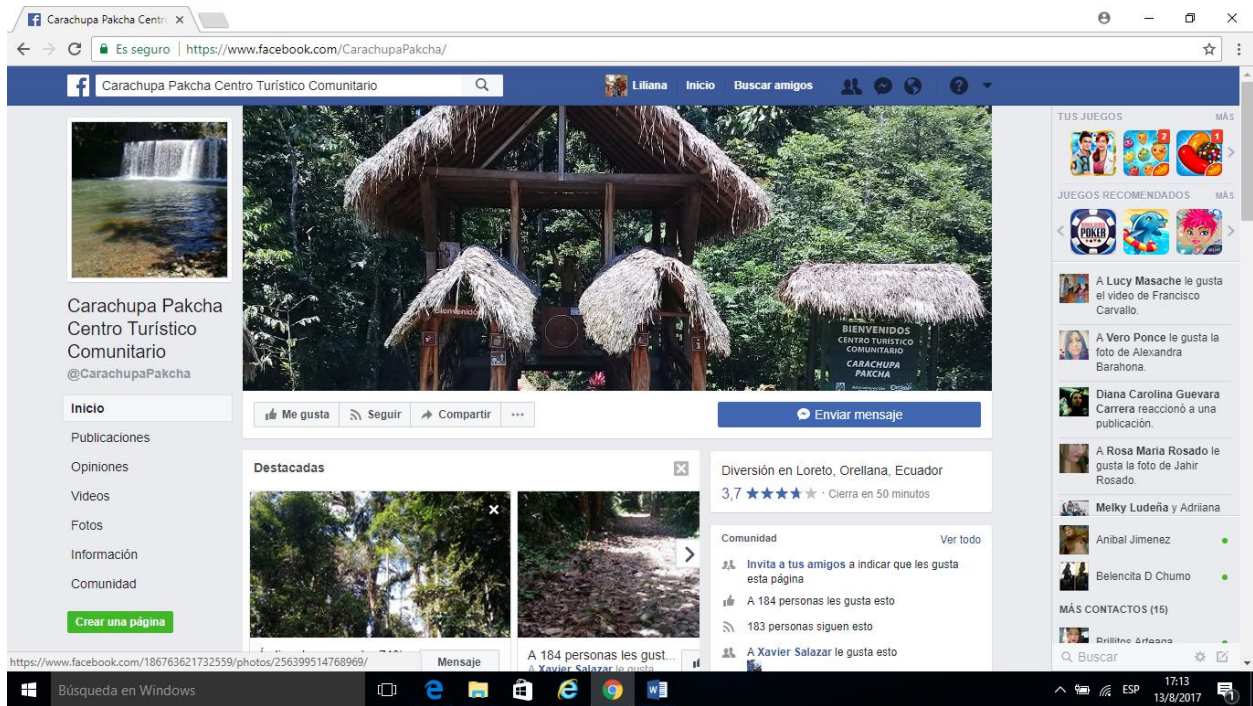 Carachupa Pakcha Centr
Es seguro https://www.facebook.com/CarachupaPakcha/
Carachupa Pakcha Centro Turístico Comunitario
Liliana Inicio Buscar amigos
Carachupa Pakcha
Centro Turístico
Comunitario
@CarachupaPakcha
Inicio
Publicaciones
Opiniones
Videos
Fotos
Información
Comunidad
Crear una página
Bienvenido
BIENVENIDOS
CENTRO TURISTICO
COMUNITARIO
CARACHUPA
PAKCHA
Me gusta Seguir Compartir
Enviar mensaje
Destacadas
Mensaje
A 184 personas les gust...
A Xavier Salazar le gusta
Diversión en Loreto, Orellana, Ecuador
3,7 · Cierra en 50 minutos
Comunidad Ver todo
Invita a tus amigos a indicar que les gusta
esta página
A 184 personas les gusta esto
183 personas siguen esto
A Xavier Salazar le gusta esto
TUS JUEGOS MÁS
2
1
JUEGOS RECOMENDADOS MÁS
POKER
A Lucy Masache le gusta
el video de Francisco
Carvallo.
A Vero Ponce le gusta la
foto de Alexandra
Barahona.
Diana Carolina Guevara
Carrera reaccionó a una
publicación.
A Rosa Maria Rosado le
gusta la foto de Jahir
Rosado.
Melky Ludeña y Adriiana
Anibal Jimenez
Belencita D Chumo
MÁS CONTACTOS (15)
Brillitos Arteaga
Buscar
https://www.facebook.com/186763621732559/photos/256399514768969/
Búsqueda en Windows
ESP
17:13
13/8/2017
1